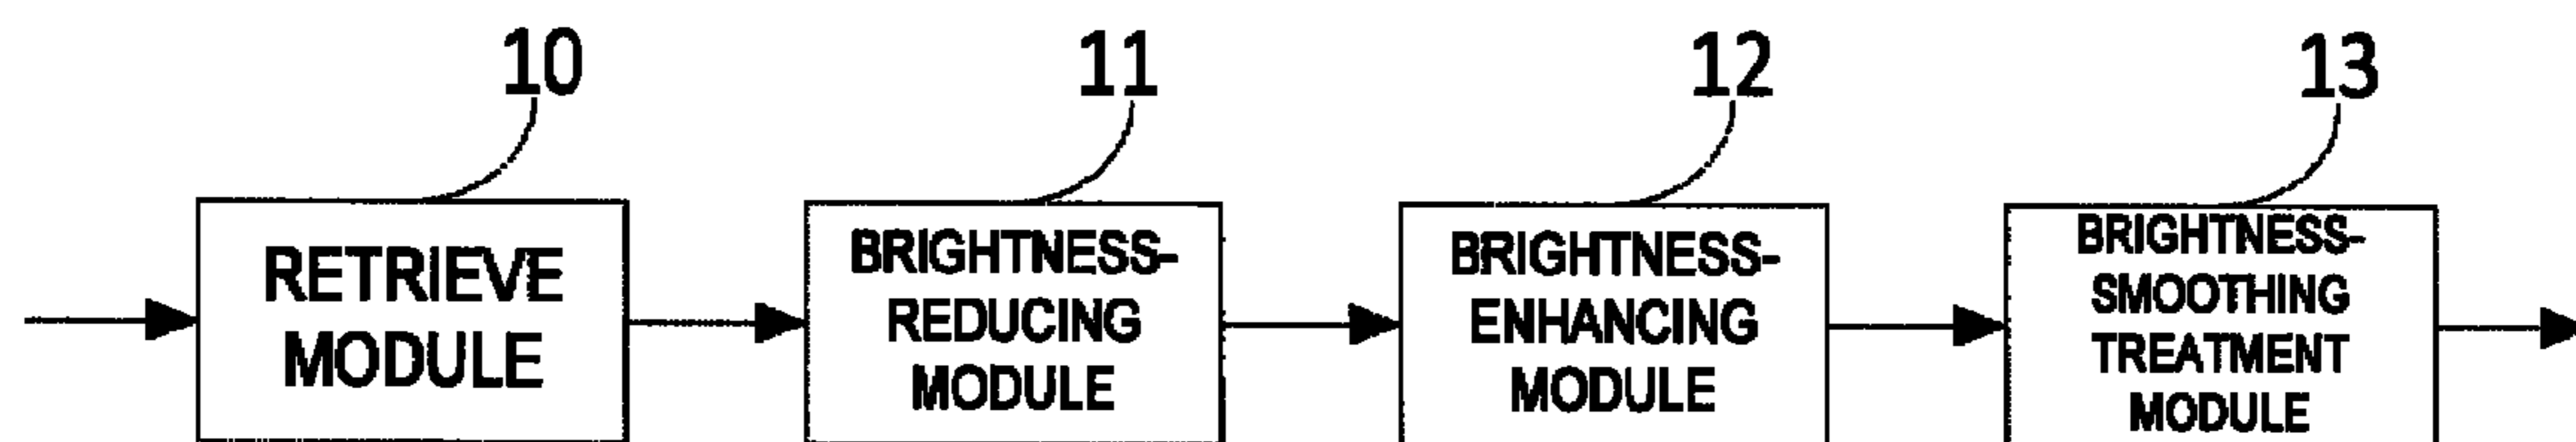 10
11
12
13
RETRIEVE
MODULE
BRIGHTNESS-
REDUCING
MODULE
BRIGHTNESS-
ENHANCING
MODULE
BRIGHTNESS-
SMOOTHING
TREATMENT
MODULE